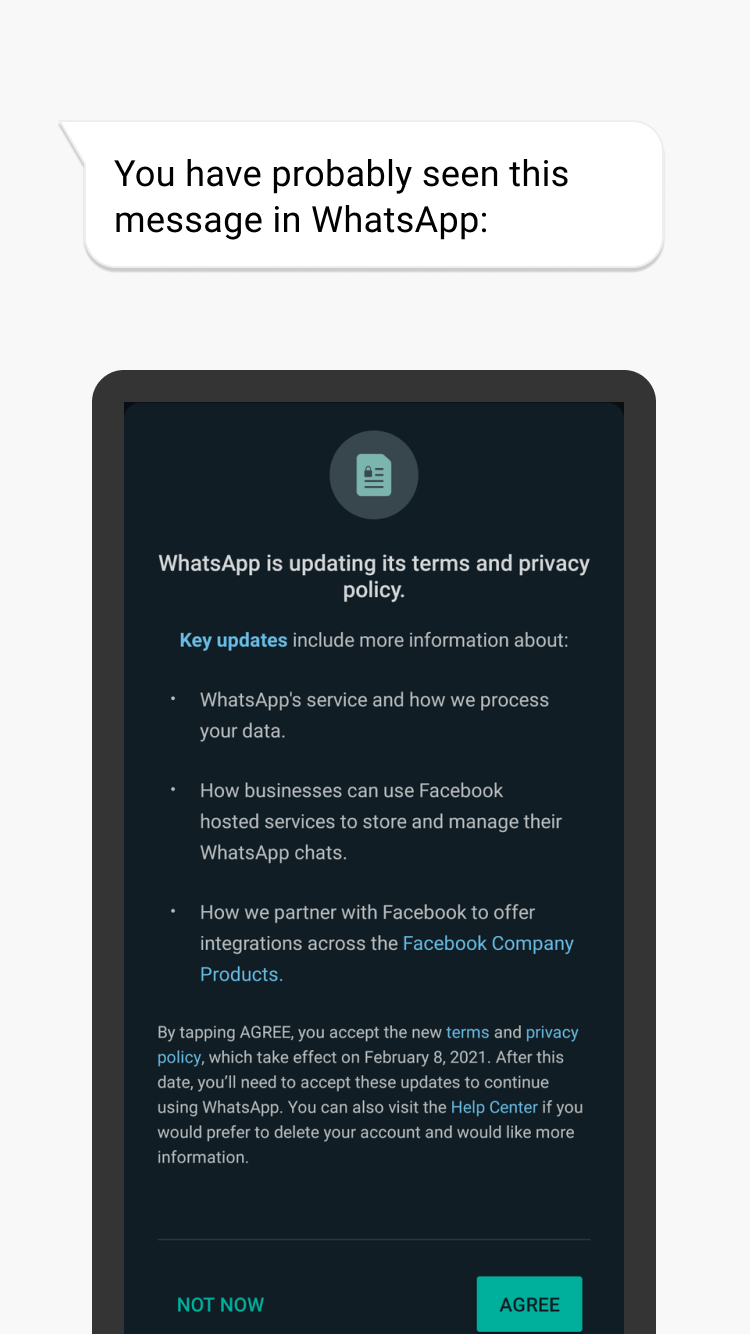 You have probably seen this
message in WhatsApp:
WhatsApp is updating its terms and privacy
policy.
Key updates include more information about:
• WhatsApp's service and how we process
your data.
• How businesses can use Facebook
hosted services to store and manage their
WhatsApp chats.
• How we partner with Facebook to offer
integrations across the Facebook Company
Products.
By tapping AGREE, you accept the new terms and privacy
policy, which take effect on February 8, 2021. After this
date, you’ll need to accept these updates to continue
using WhatsApp. You can also visit the Help Center if you
would prefer to delete your account and would like more
information.
NOT NOW AGREE